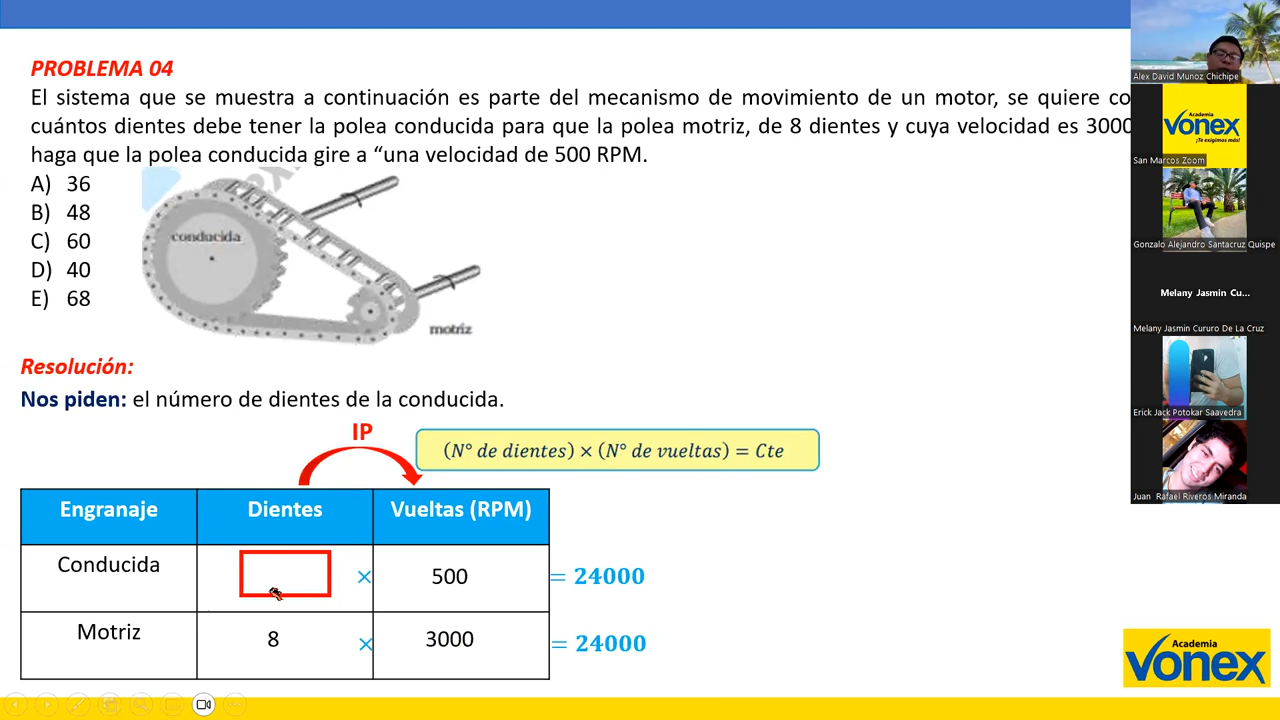 PROBLEMA 04
El sistema que se muestra a continuación es parte del mecanismo de movimiento de un motor, se quiere co
cuántos dientes debe tener la polea conducida para que la polea motriz, de 8 dientes y cuya velocidad es 3000
haga que la polea conducida gire a “una velocidad de 500 RPM.
A) 36
B) 48
C) 60
D) 40
E) 68
conducida
motriz
Resolución:
Nos piden: el número de dientes de la conducida.
IP
(N° de dientes) × (N° de vueltas) = Cte
Engranaje Dientes Vueltas (RPM)
Conducida × 500 = 24000
Motriz 8 × 3000 = 24000
Alex David Munoz Chichipe
Academia
Vonex
¡Te exigimos más!
San Marcos Zoom
Gonzalo Alejandro Santacruz Quispe
Melany Jasmin Cu...
Melany Jasmin Cururo De La Cruz
Erick Jack Potokar Saavedra
Juan Rafael Riveros Miranda
Academia
Vonex